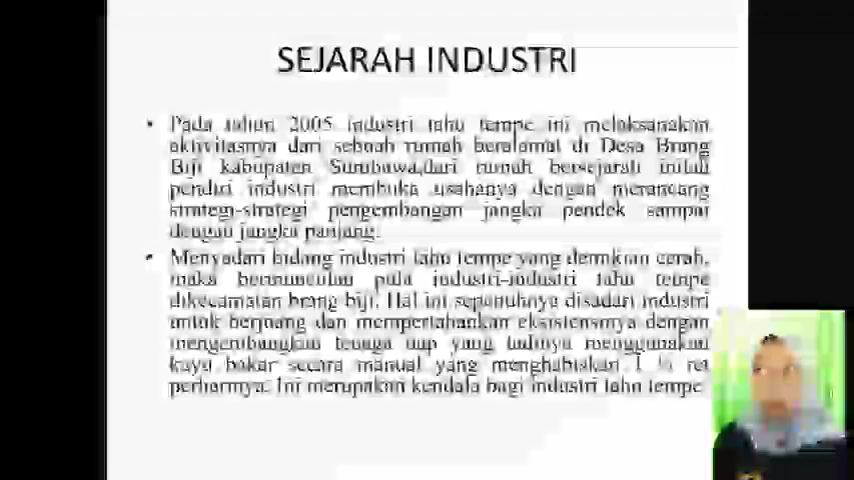 SEJARAH INDUSTRI
• Pada tahun 2005 industri tahu tempe ini melaksanakan
aktivitasnya dari sebuah rumah beralamat di Desa Brang
Biji kabupaten Sumbawa,dari rumah bersejarah inilah
pendiri industri membuka usahanya dengan merancang
strategi-strategi pengembangan jangka pendek sampai
dengan jangka panjang.
• Menyadari bidang industri tahu tempe yang demikian cerah,
maka bermunculan pula industri-industri tahu tempe
dikecamatan brang biji. Hal ini sepenuhnya disadari industri
untuk berjuang dan mempertahankan eksistensinya dengan
mengembangkan tenaga uap yang tadinya menggunakan
kayu bakar secara manual yang menghabiskan 1 ret
perharinya. Ini merupakan kendala bagi industri tahu tempe